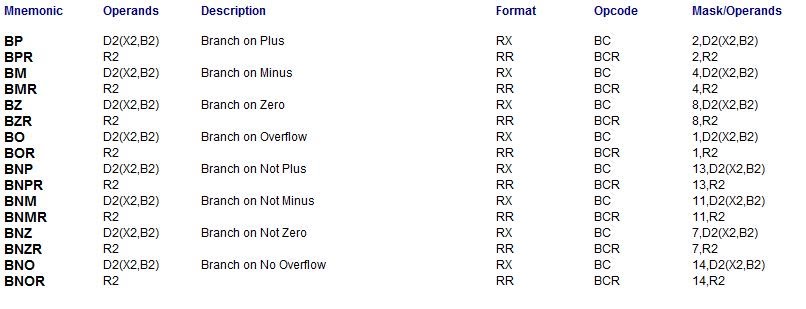 Mnemonic Operands Description Format Opcode Mask/Operands
BP D2(X2,B2) Branch on Plus RX BC 2,D2(X2,B2)
BPR R2 RR BCR 2,R2
BM D2(X2,B2) Branch on Minus RX BC 4,D2(X2,B2)
BMR R2 RR BCR 4,R2
BZ D2(X2,B2) Branch on Zero RX BC 8,D2(X2,B2)
BZR R2 RR BCR 8,R2
BO D2(X2,B2) Branch on Overflow RX BC 1,D2(X2,B2)
BOR R2 RR BCR 1,R2
BNP D2(X2,B2) Branch on Not Plus RX BC 13,D2(X2,B2)
BNPR R2 RR BCR 13,R2
BNM D2(X2,B2) Branch on Not Minus RX BC 11,D2(X2,B2)
BNMR R2 RR BCR 11,R2
BNZ D2(X2,B2) Branch on Not Zero RX BC 7,D2(X2,B2)
BNZR R2 RR BCR 7,R2
BNO D2(X2,B2) Branch on No Overflow RX BC 14,D2(X2,B2)
BNOR R2 RR BCR 14,R2